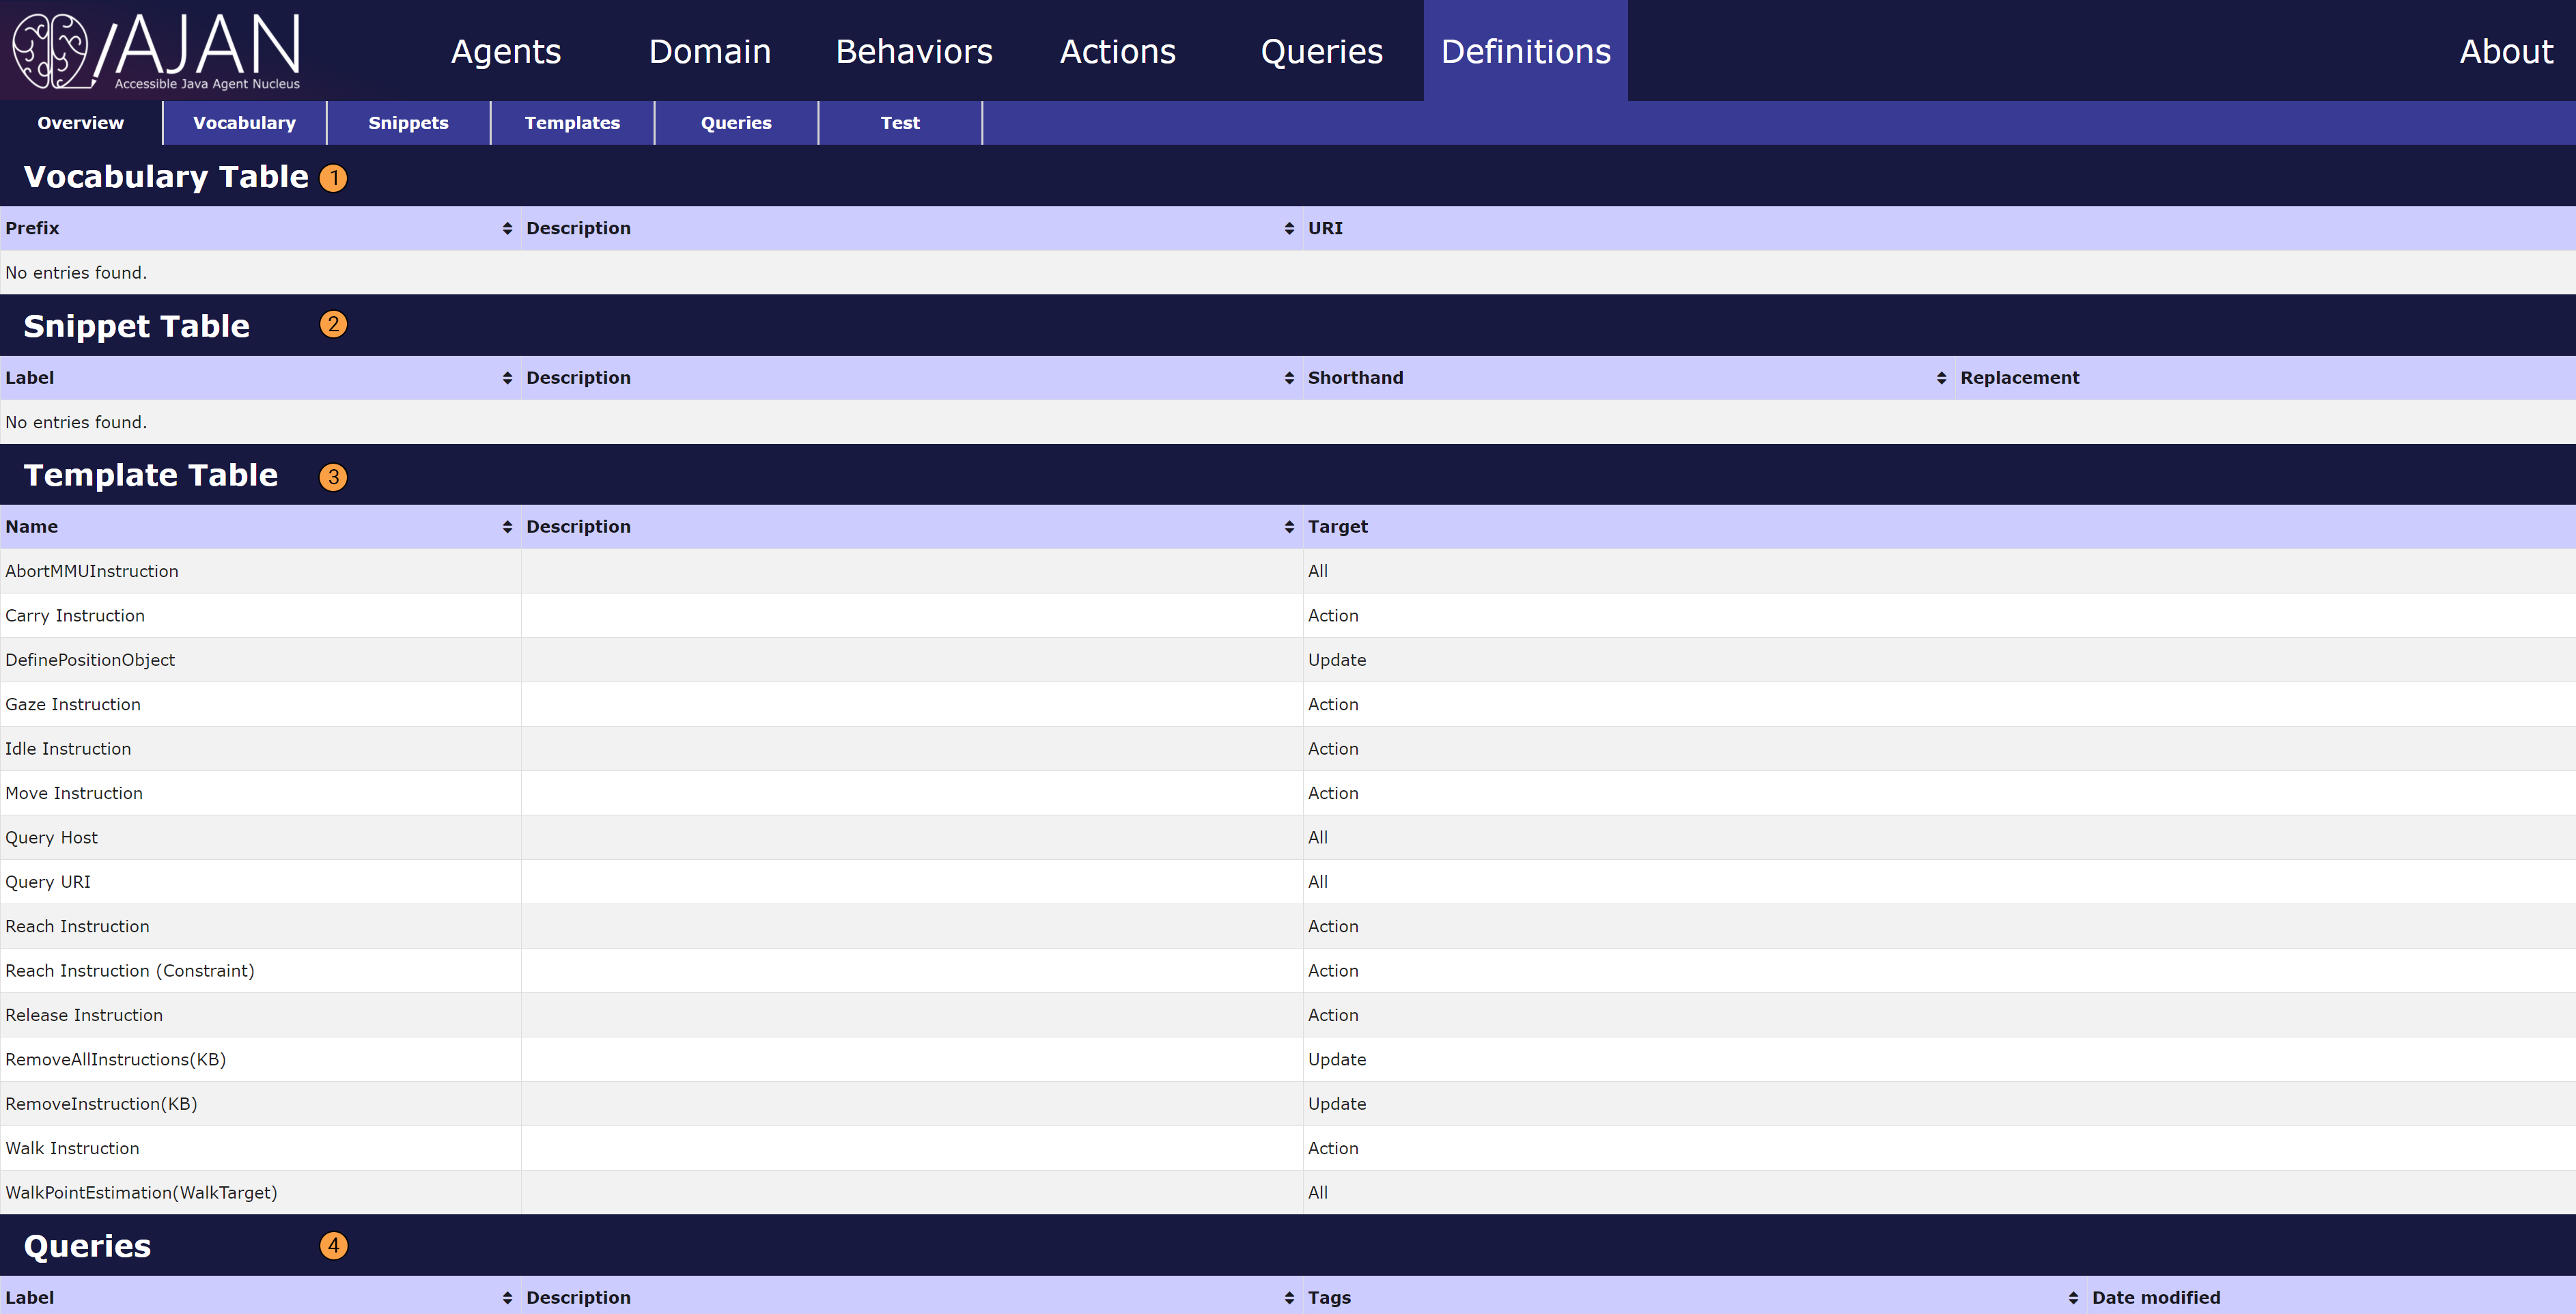 AJAN
Accessible Java Agent Nucleus
Agents Domain Behaviors Actions Queries Definitions About
Overview Vocabulary Snippets Templates Queries Test
Vocabulary Table 1
Prefix Description URI
No entries found.
Snippet Table 2
Label Description Shorthand Replacement
No entries found.
Template Table 3
Name Description Target
AbortMMUInstruction All
Carry Instruction Action
DefinePositionObject Update
Gaze Instruction Action
Idle Instruction Action
Move Instruction Action
Query Host All
Query URI All
Reach Instruction Action
Reach Instruction (Constraint) Action
Release Instruction Action
RemoveAllInstructions(KB) Update
RemoveInstruction(KB) Update
Walk Instruction Action
WalkPointEstimation(WalkTarget) All
Queries 4
Label Description Tags Date modified